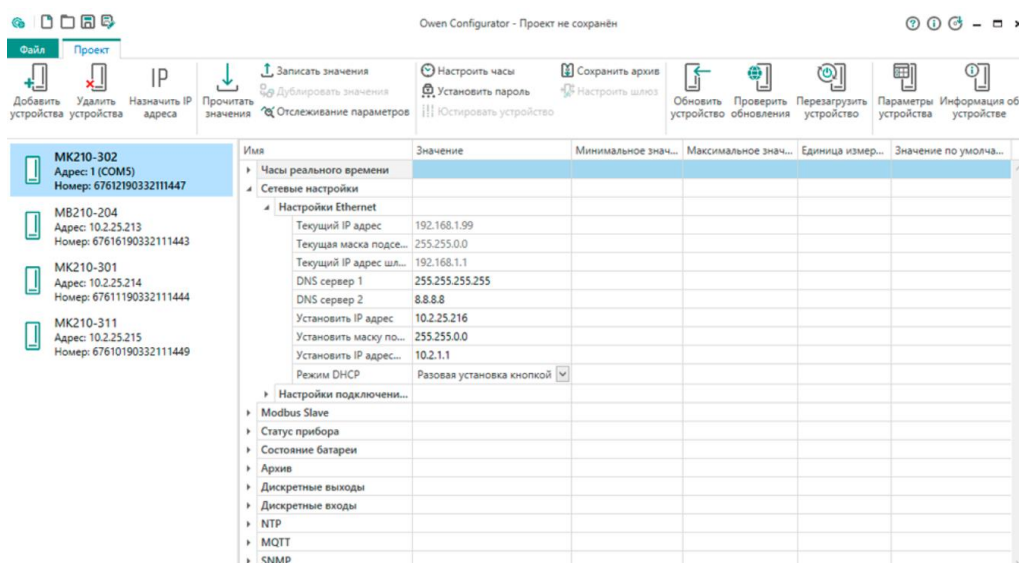 Owen Configurator - Проект не сохранён
Файл
Проект
Добавить устройства
Удалить устройства
Назначить IP адреса
Прочитать значения
Записать значения
Дублировать значения
Отслеживание параметров
Настроить часы
Установить пароль
Юстировать устройство
Сохранить архив
Настроить шлюз
Обновить устройство
Проверить обновления
Перезагрузить устройство
Параметры устройства
Информация об устройстве
МК210-302
Адрес: 1 (COM5)
Номер: 67612190332111447
МВ210-204
Адрес: 10.2.25.213
Номер: 67616190332111443
МК210-301
Адрес: 10.2.25.214
Номер: 67611190332111444
МК210-311
Адрес: 10.2.25.215
Номер: 67610190332111449
Имя Значение Минимальное знач... Максимальное знач... Единица измер... Значение по умолча...
Часы реального времени
Сетевые настройки
Настройки Ethernet
Текущий IP адрес 192.168.1.99
Текущая маска подсе... 255.255.0.0
Текущий IP адрес шл... 192.168.1.1
DNS сервер 1 255.255.255.255
DNS сервер 2 8.8.8.8
Установить IP адрес 10.2.25.216
Установить маску по... 255.255.0.0
Установить IP адрес... 10.2.1.1
Режим DHCP Разовая установка кнопкой
Настройки подключени...
Modbus Slave
Статус прибора
Состояние батареи
Архив
Дискретные выходы
Дискретные входы
NTP
MQTT
SNMP